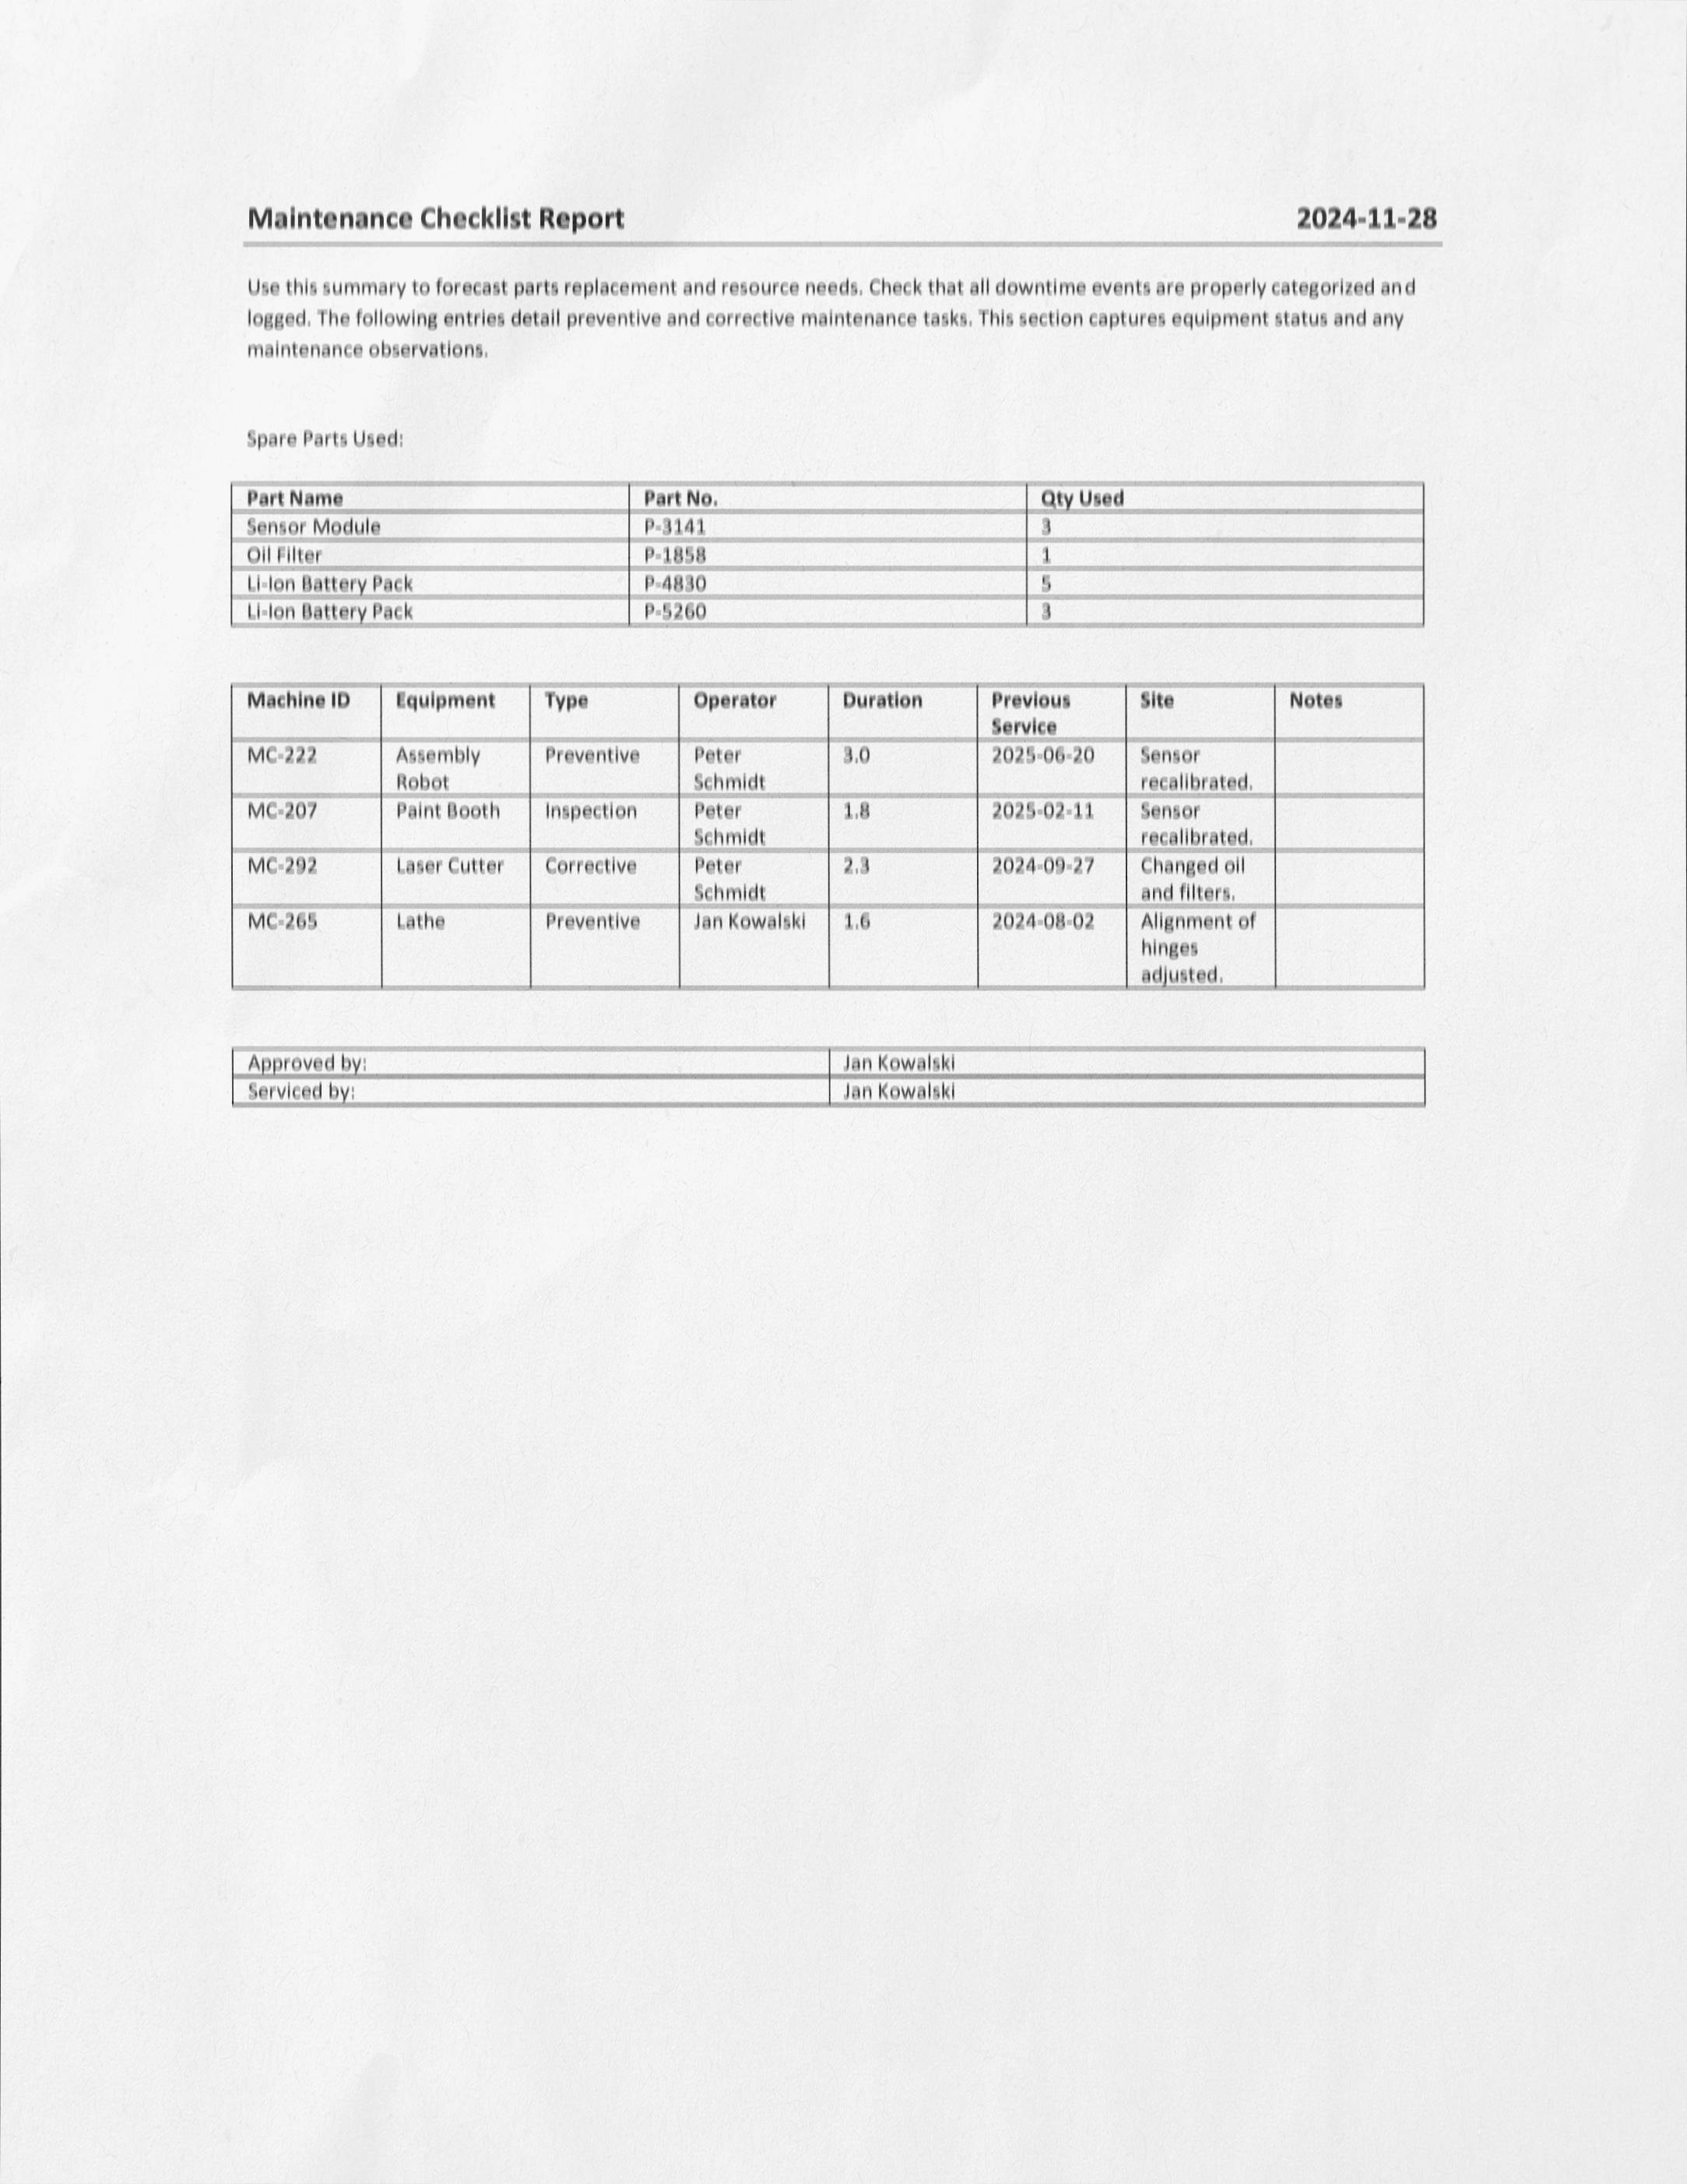 Maintenance Checklist Report 2024-11-28
Use this summary to forecast parts replacement and resource needs. Check that all downtime events are properly categorized and
logged. The following entries detail preventive and corrective maintenance tasks. This section captures equipment status and any
maintenance observations.
Spare Parts Used:
Part Name Part No. Qty Used
Sensor Module P-3141 3
Oil Filter P-1858 1
Li-Ion Battery Pack P-4830 5
Li-Ion Battery Pack P-5260 3
Machine ID Equipment Type Operator Duration Previous Site Notes
Service
MC-222 Assembly Preventive Peter 3.0 2025-06-20 Sensor
Robot Schmidt recalibrated.
MC-207 Paint Booth Inspection Peter 1.8 2025-02-11 Sensor
Schmidt recalibrated.
MC-292 Laser Cutter Corrective Peter 2.3 2024-09-27 Changed oil
Schmidt and filters.
MC-265 Lathe Preventive Jan Kowalski 1.6 2024-08-02 Alignment of
hinges
adjusted.
Approved by: Jan Kowalski
Serviced by: Jan Kowalski